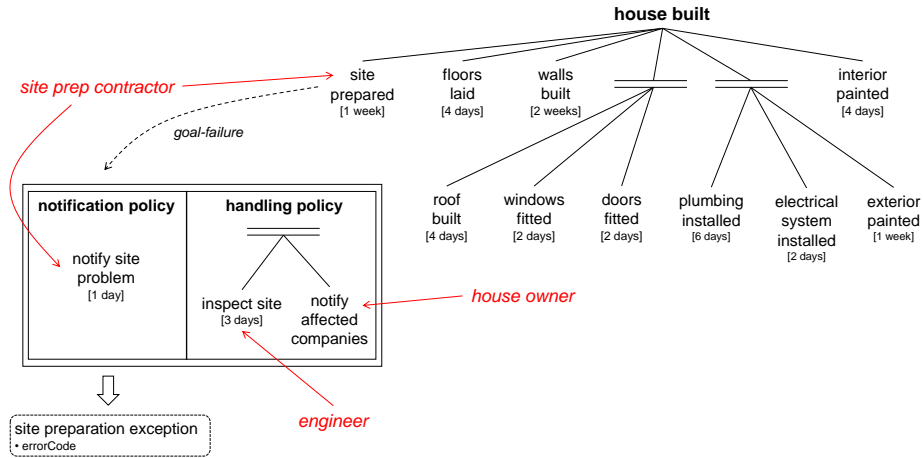 house built
site
prepared
[1 week]
floors
laid
[4 days]
walls
built
[2 weeks]
interior
painted
[4 days]
site prep contractor
goal-failure
roof
built
[4 days]
windows
fitted
[2 days]
doors
fitted
[2 days]
plumbing
installed
[6 days]
electrical
system
installed
[2 days]
exterior
painted
[1 week]
notification policy
handling policy
notify site
problem
[1 day]
inspect site
[3 days]
notify
affected
companies
house owner
engineer
site preparation exception
• errorCode